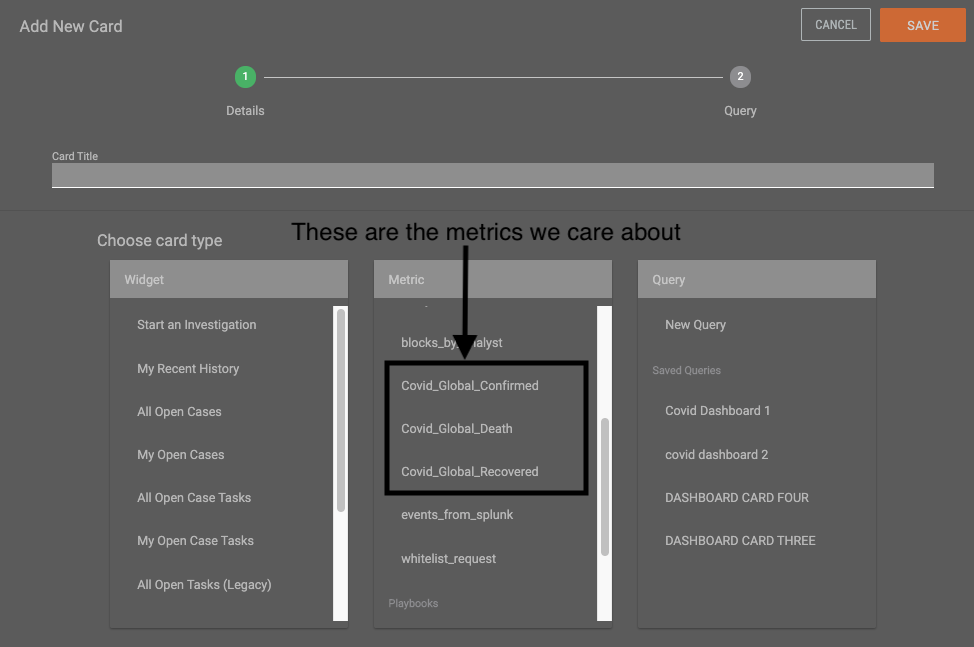 Add New Card
CANCEL
SAVE
1
2
Details
Query
Card Title
These are the metrics we care about
Choose card type
Widget
Start an Investigation
My Recent History
All Open Cases
My Open Cases
All Open Case Tasks
My Open Case Tasks
All Open Tasks (Legacy)
Metric
Covid_Global_Confirmed
Covid_Global_Death
Covid_Global_Recovered
events_from_splunk
whitelist_request
Playbooks
Query
New Query
Saved Queries
Covid Dashboard 1
covid dashboard 2
DASHBOARD CARD FOUR
DASHBOARD CARD THREE